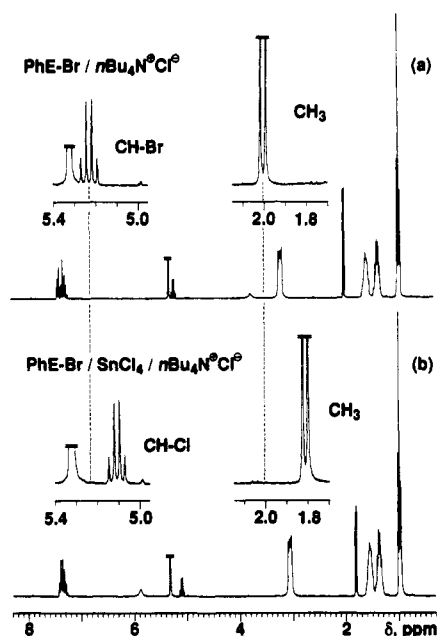 (a)
PhE-Br / nBu₄N⊕Cl⊖
CH-Br
CH₃
5.4 5.0
2.0 1.8
(b)
PhE-Br / SnCl₄ / nBu₄N⊕Cl⊖
CH-Cl
CH₃
5.4 5.0
2.0 1.8
8 6 4 2 δ, ppm